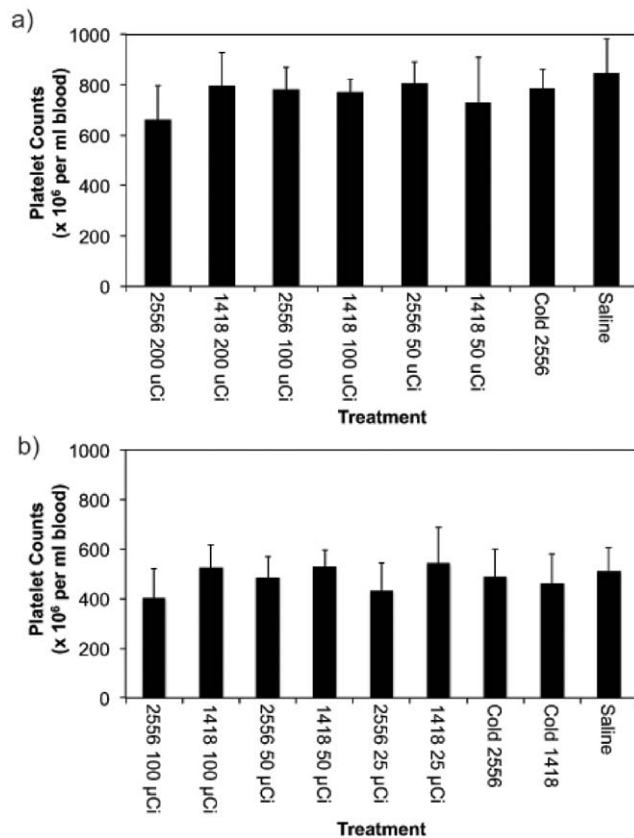 a)
Platelet Counts
(x 10⁶ per ml blood)
1000
800
600
400
200
0
2556 200 uCi
1418 200 uCi
2556 100 uCi
1418 100 uCi
2556 50 uCi
1418 50 uCi
Cold 2556
Saline
Treatment
b)
Platelet Counts
(x 10⁶ per ml blood)
1000
800
600
400
200
0
2556 100 µCi
1418 100 µCi
2556 50 µCi
1418 50 µCi
2556 25 µCi
1418 25 µCi
Cold 2556
Cold 1418
Saline
Treatment